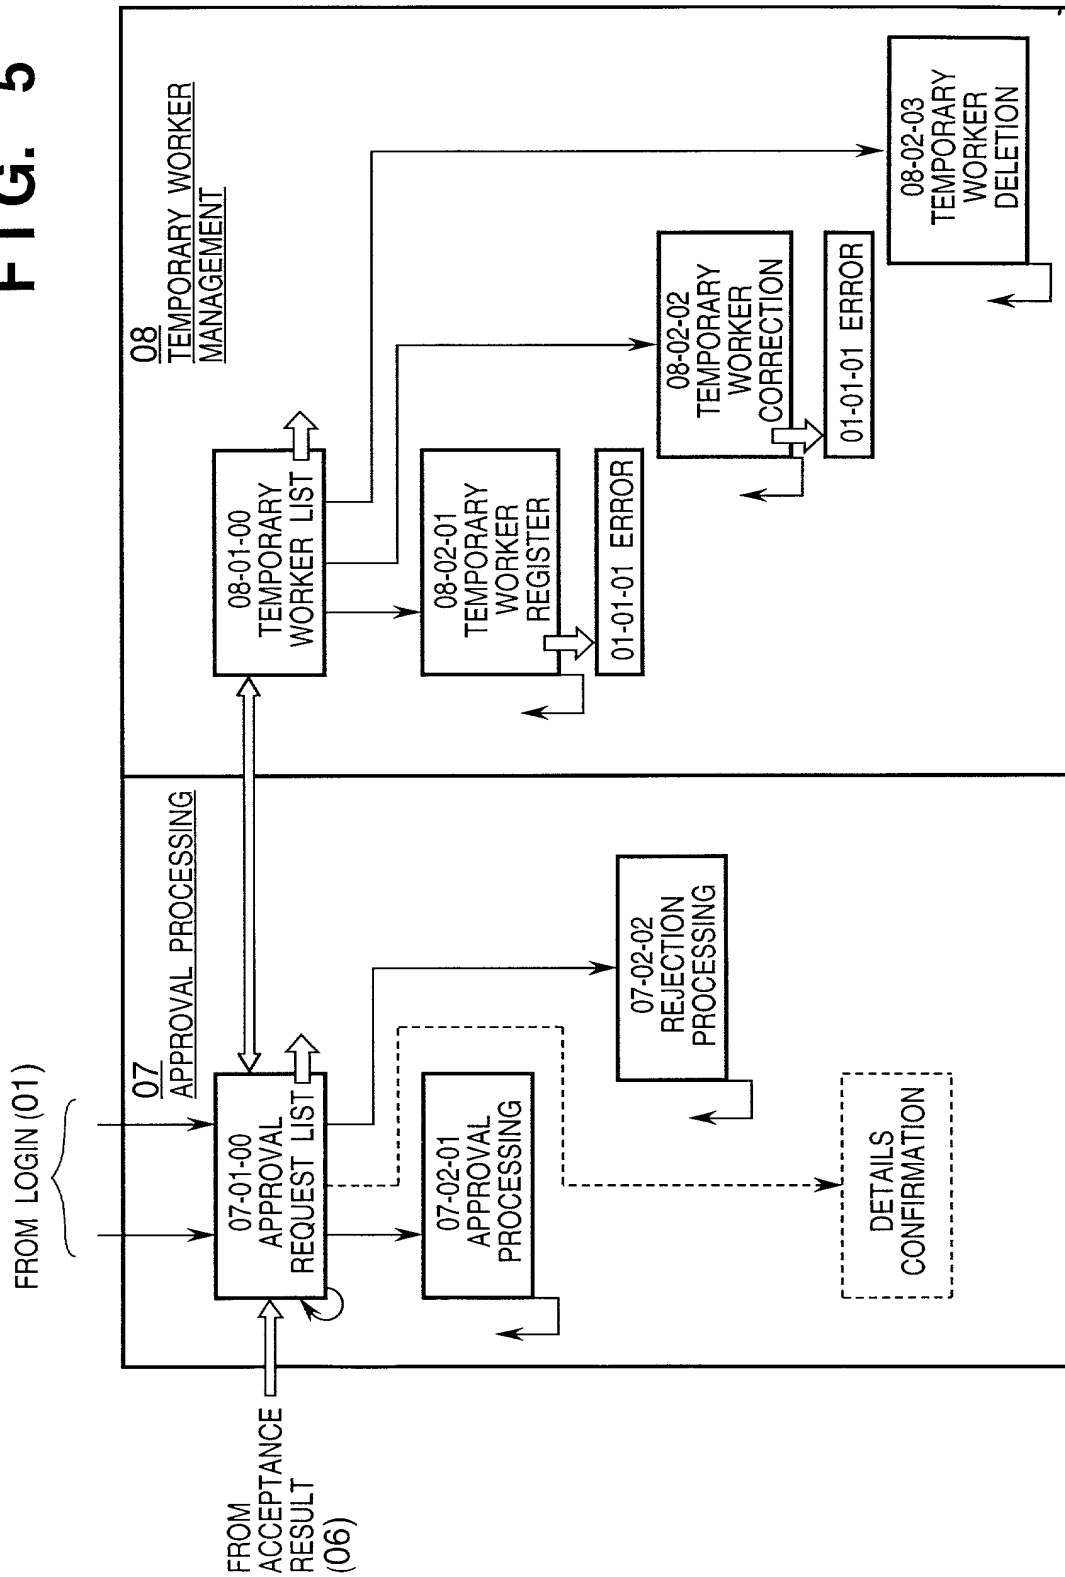 FIG. 5
FROM LOGIN (01)
FROM
ACCEPTANCE
RESULT
(06)
07
APPROVAL PROCESSING
07-01-00
APPROVAL
REQUEST LIST
07-02-01
APPROVAL
PROCESSING
07-02-02
REJECTION
PROCESSING
DETAILS
CONFIRMATION
08
TEMPORARY WORKER
MANAGEMENT
08-01-00
TEMPORARY
WORKER LIST
08-02-01
TEMPORARY
WORKER
REGISTER
01-01-01 ERROR
08-02-02
TEMPORARY
WORKER
CORRECTION
01-01-01 ERROR
08-02-03
TEMPORARY
WORKER
DELETION